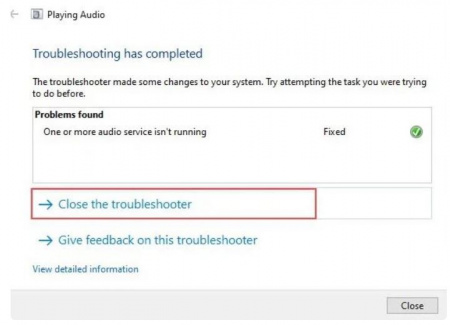 Playing Audio
Troubleshooting has completed
The troubleshooter made some changes to your system. Try attempting the task you were trying
to do before.
Problems found
One or more audio service isn't running Fixed
Close the troubleshooter
Give feedback on this troubleshooter
View detailed information
Close